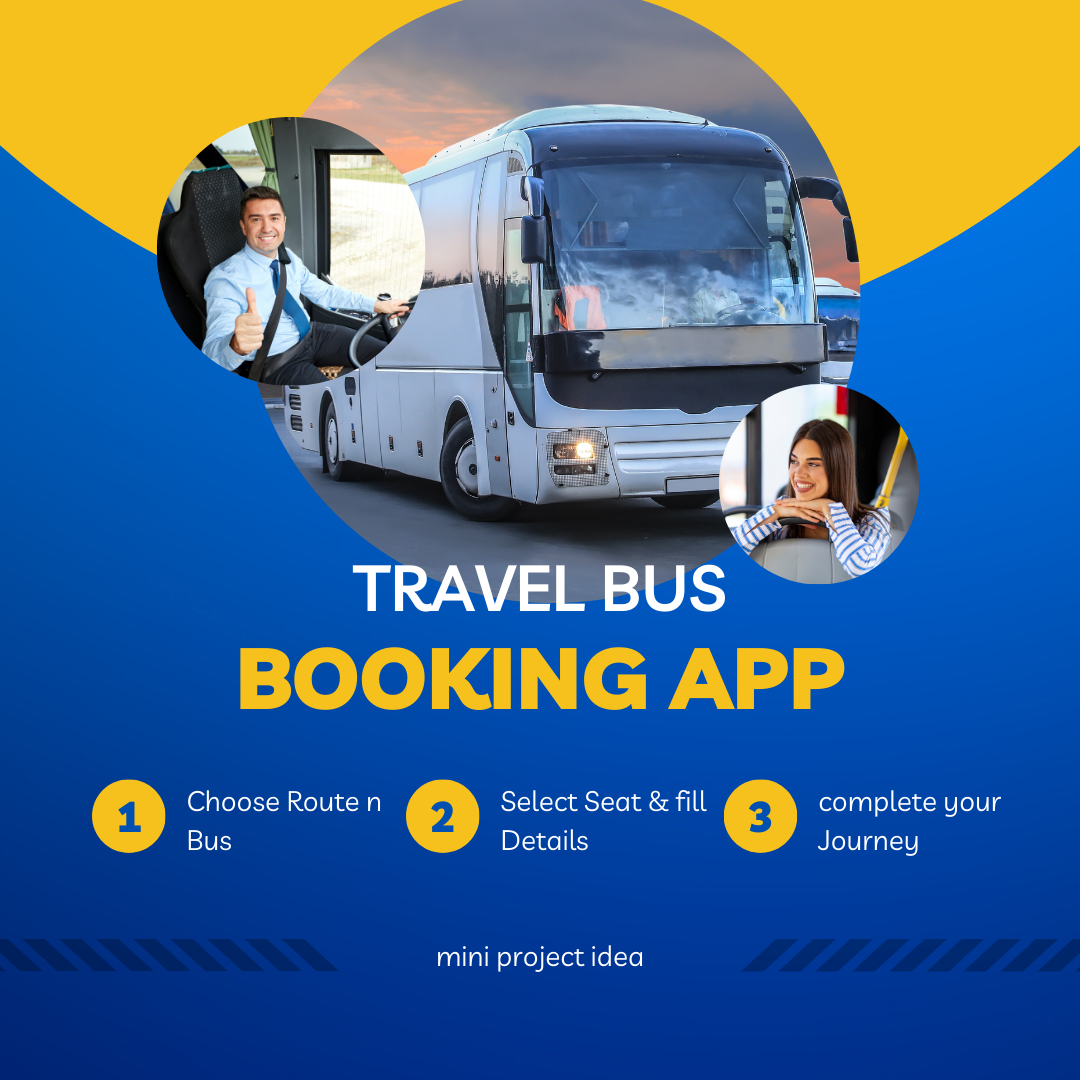 TRAVEL BUS
BOOKING APP
1
Choose Route n
Bus
2
Select Seat & fill
Details
3
complete your
Journey
mini project idea